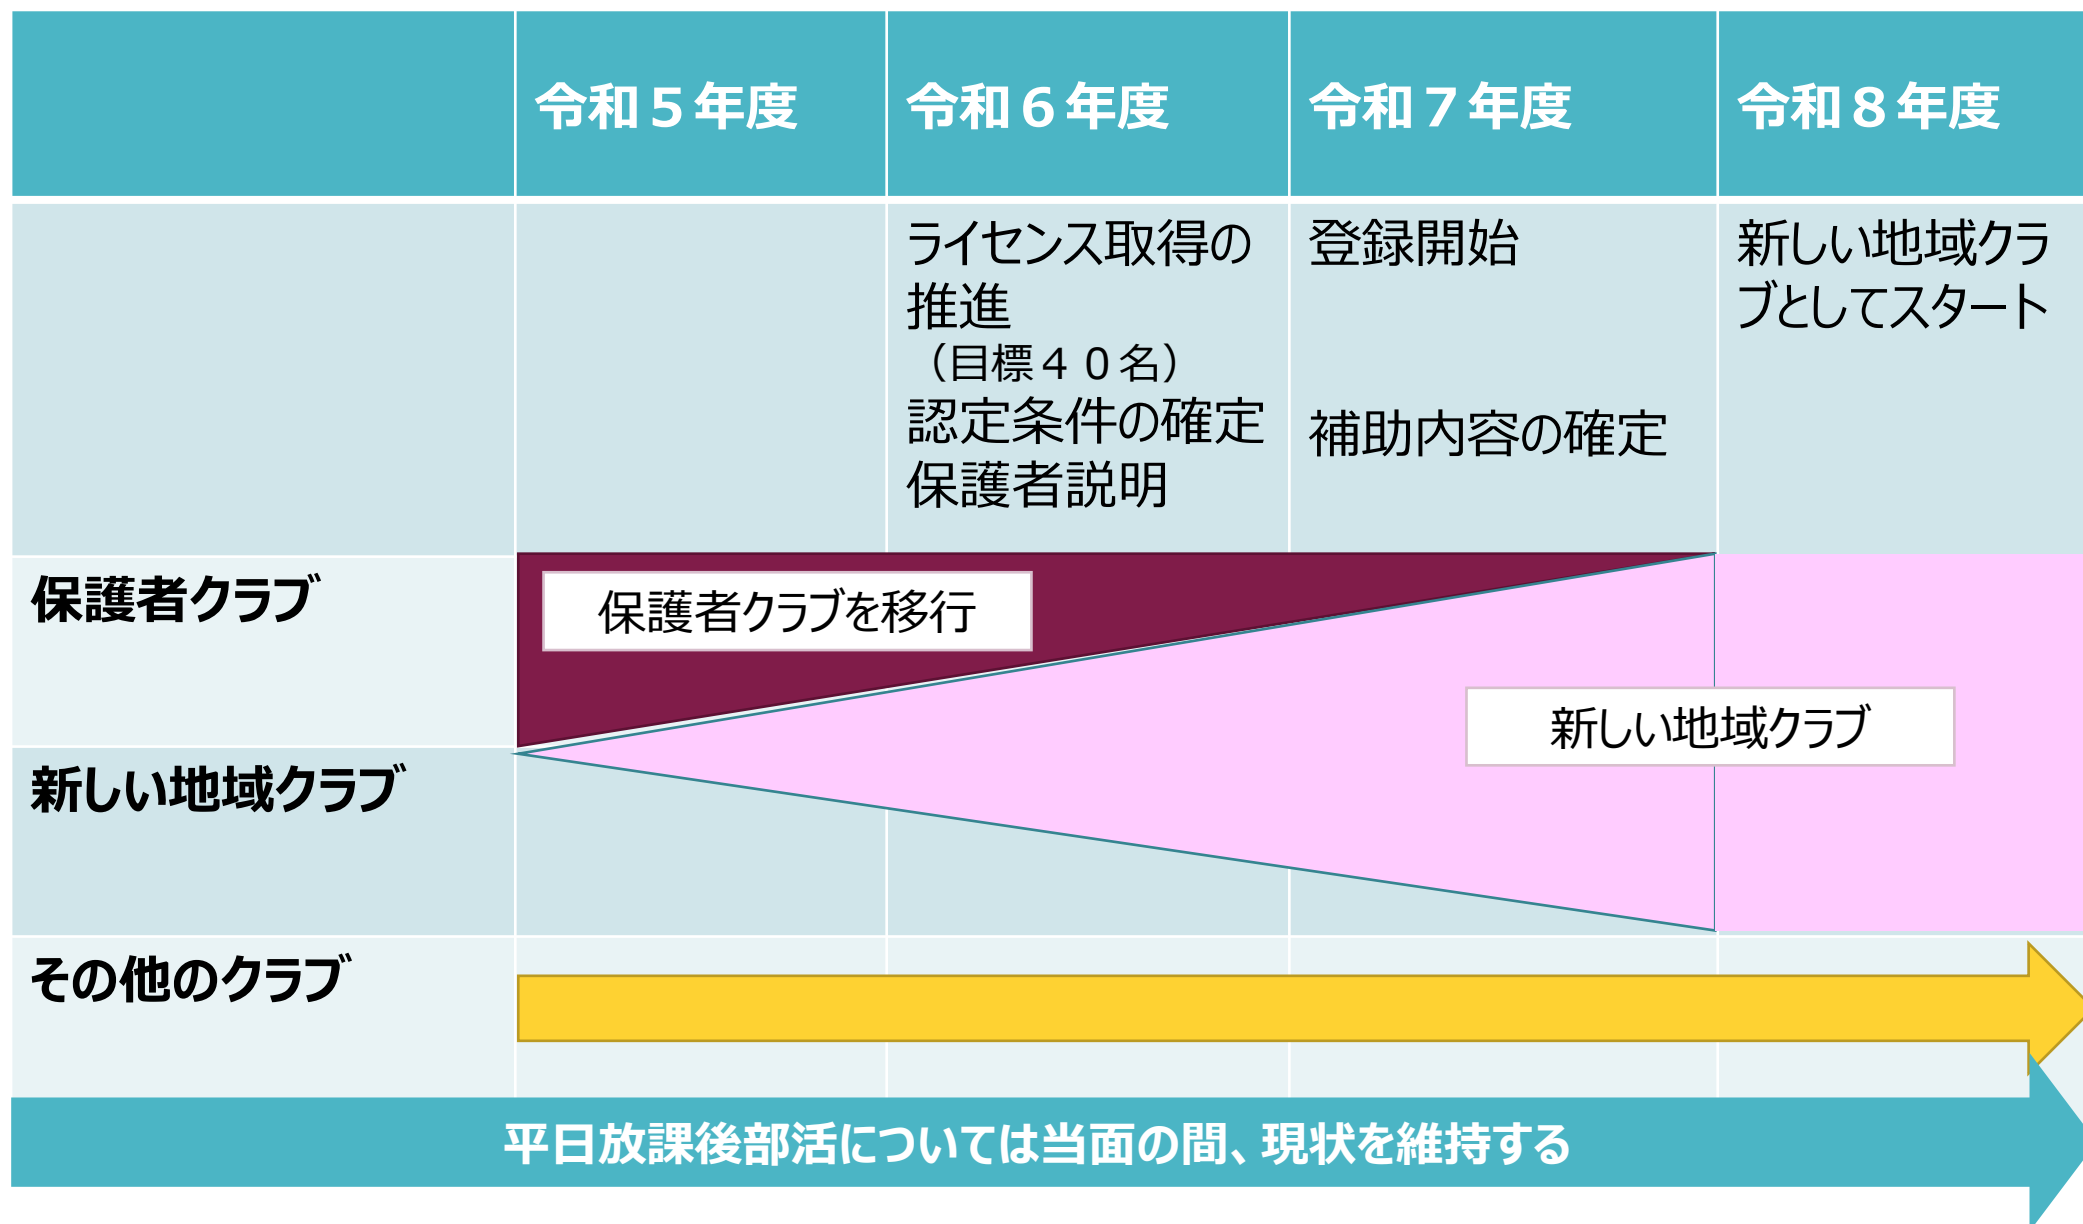 令和５年度
令和６年度
令和７年度
令和８年度
ライセンス取得の
推進
（目標４０名）
認定条件の確定
保護者説明
登録開始
補助内容の確定
新しい地域クラ
ブとしてスタート
保護者クラブ
保護者クラブを移行
新しい地域クラブ
新しい地域クラブ
その他のクラブ
平日放課後部活については当面の間、現状を維持する